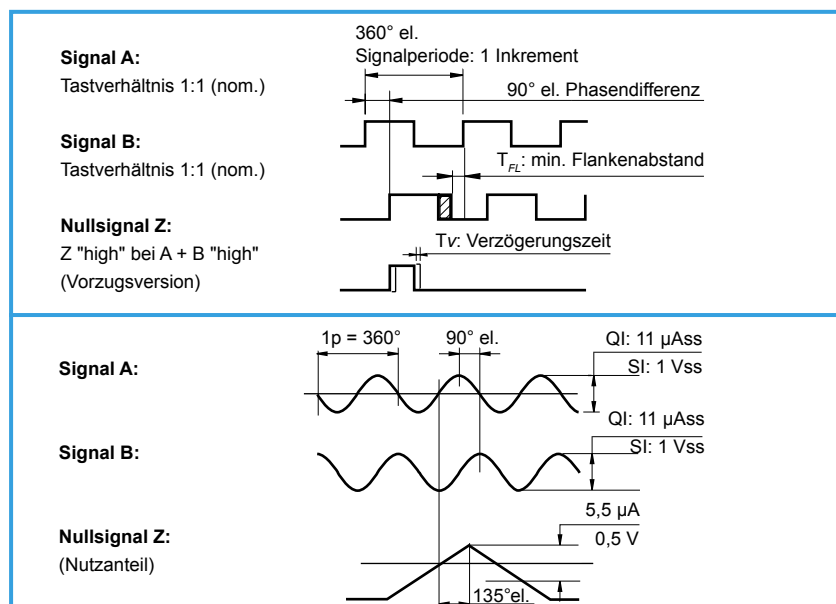 360° el.
Signal A:
Signalperiode: 1 Inkrement
Tastverhältnis 1:1 (nom.)
90° el. Phasendifferenz
Signal B:
Tastverhältnis 1:1 (nom.)
TFL: min. Flankenabstand
Nullsignal Z:
Z "high" bei A + B "high"
(Vorzugsversion)
Tv: Verzögerungszeit
1p = 360°
90° el.
QI: 11 µAss
SI: 1 Vss
Signal A:
QI: 11 µAss
SI: 1 Vss
Signal B:
5,5 µA
0,5 V
Nullsignal Z:
(Nutzanteil)
135°el.